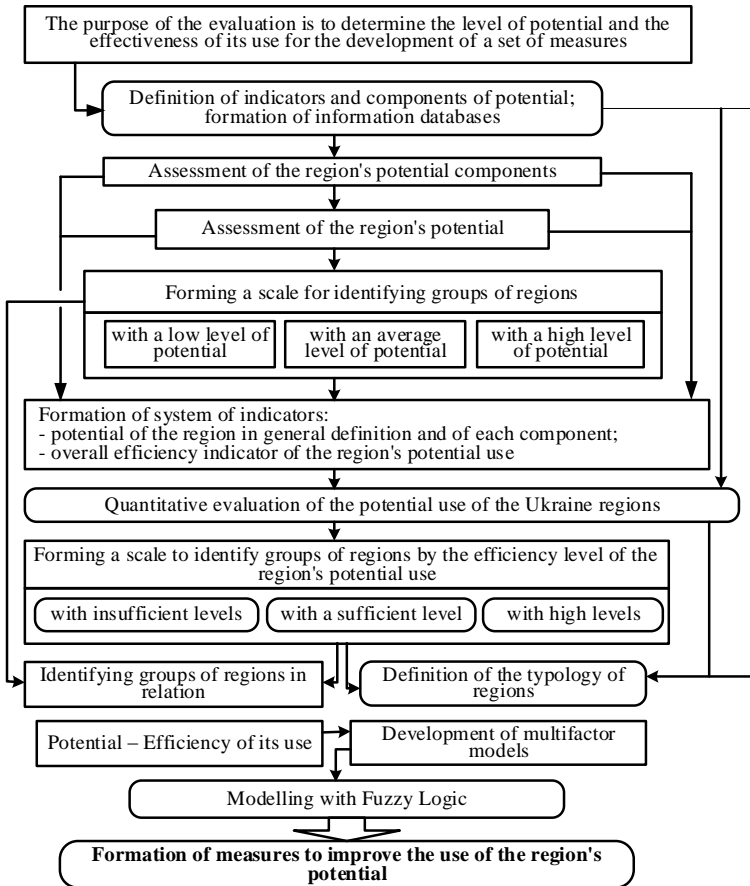 The purpose of the evaluation is to determine the level of potential and the
effectiveness of its use for the development of a set of measures
Definition of indicators and components of potential;
formation of information databases
Assessment of the region's potential components
Assessment of the region's potential
Forming a scale for identifying groups of regions
with a low level of
potential
with an average
level of potential
with a high level
of potential
Formation of system of indicators:
- potential of the region in general definition and of each component;
- overall efficiency indicator of the region's potential use
Quantitative evaluation of the potential use of the Ukraine regions
Forming a scale to identify groups of regions by the efficiency level of the
region's potential use
with insufficient levels
with a sufficient level
with high levels
Identifying groups of regions in
relation
Definition of the typology of
regions
Potential – Efficiency of its use
Development of multifactor
models
Modelling with Fuzzy Logic
Formation of measures to improve the use of the region's
potential